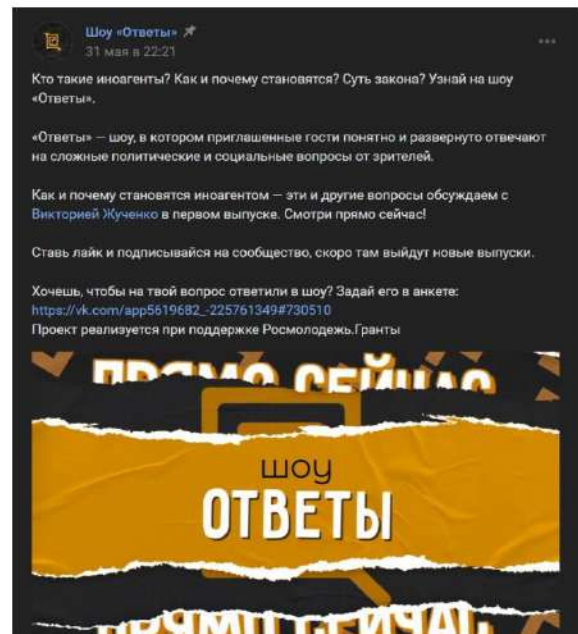 Шоу «Ответы»
31 мая в 22:21
Кто такие иноагенты? Как и почему становятся? Суть закона? Узнай на шоу
«Ответы».
«Ответы» — шоу, в котором приглашенные гости понятно и развернуто отвечают
на сложные политические и социальные вопросы от зрителей.
Как и почему становятся иноагентом — эти и другие вопросы обсуждаем с
Викторией Жученко в первом выпуске. Смотри прямо сейчас!
Ставь лайк и подписывайся на сообщество, скоро там выйдут новые выпуски.
Хочешь, чтобы на твой вопрос ответили в шоу? Задай его в анкете:
https://vk.com/app5619682_-225761349#730510
Проект реализуется при поддержке Росмолодежь.Гранты
ПРЯМО СЕЙЧАС
шоу
ОТВЕТЫ
ПРЯМО СЕЙЧАС